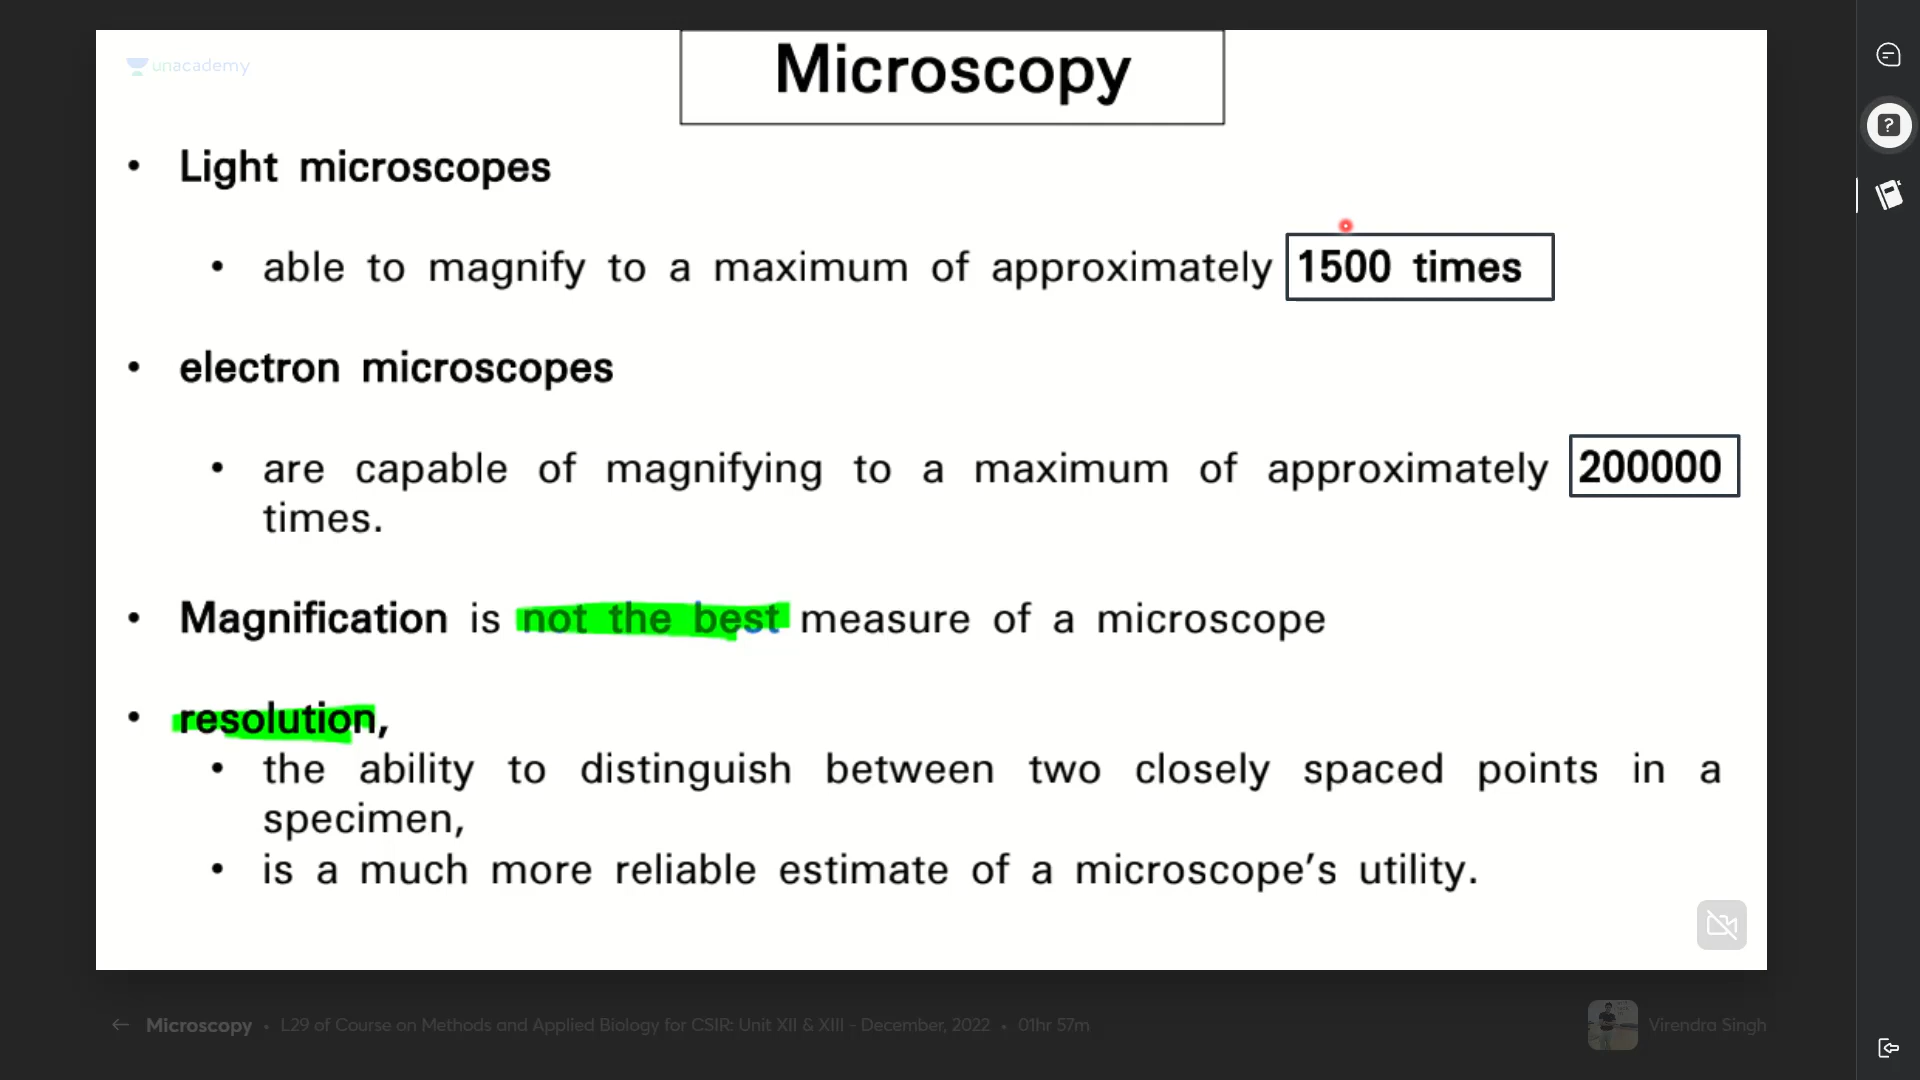 unacademy
Microscopy
• Light microscopes
• able to magnify to a maximum of approximately 1500 times
• electron microscopes
• are capable of magnifying to a maximum of approximately 200000
times.
• Magnification is not the best measure of a microscope
• resolution,
• the ability to distinguish between two closely spaced points in a
specimen,
• is a much more reliable estimate of a microscope’s utility.
← Microscopy • L29 of Course on Methods and Applied Biology for CSIR: Unit XII & XIII - December, 2022 • 01hr 57m
Virendra Singh